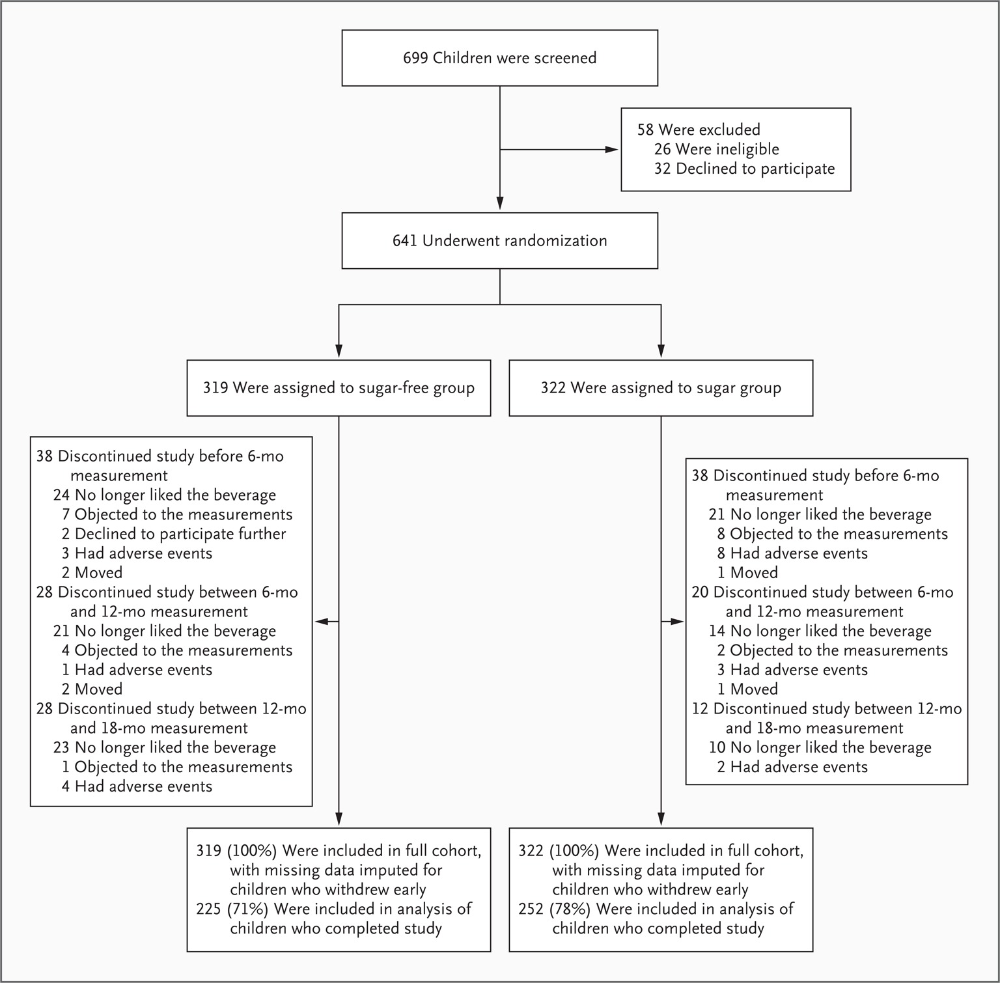 699 Children were screened
58 Were excluded
26 Were ineligible
32 Declined to participate
641 Underwent randomization
319 Were assigned to sugar-free group
322 Were assigned to sugar group
38 Discontinued study before 6-mo
measurement
24 No longer liked the beverage
7 Objected to the measurements
2 Declined to participate further
3 Had adverse events
2 Moved
28 Discontinued study between 6-mo
and 12-mo measurement
21 No longer liked the beverage
4 Objected to the measurements
1 Had adverse events
2 Moved
28 Discontinued study between 12-mo
and 18-mo measurement
23 No longer liked the beverage
1 Objected to the measurements
4 Had adverse events
38 Discontinued study before 6-mo
measurement
21 No longer liked the beverage
8 Objected to the measurements
8 Had adverse events
1 Moved
20 Discontinued study between 6-mo
and 12-mo measurement
14 No longer liked the beverage
2 Objected to the measurements
3 Had adverse events
1 Moved
12 Discontinued study between 12-mo
and 18-mo measurement
10 No longer liked the beverage
2 Had adverse events
319 (100%) Were included in full cohort,
with missing data imputed for
children who withdrew early
225 (71%) Were included in analysis of
children who completed study
322 (100%) Were included in full cohort,
with missing data imputed for
children who withdrew early
252 (78%) Were included in analysis of
children who completed study